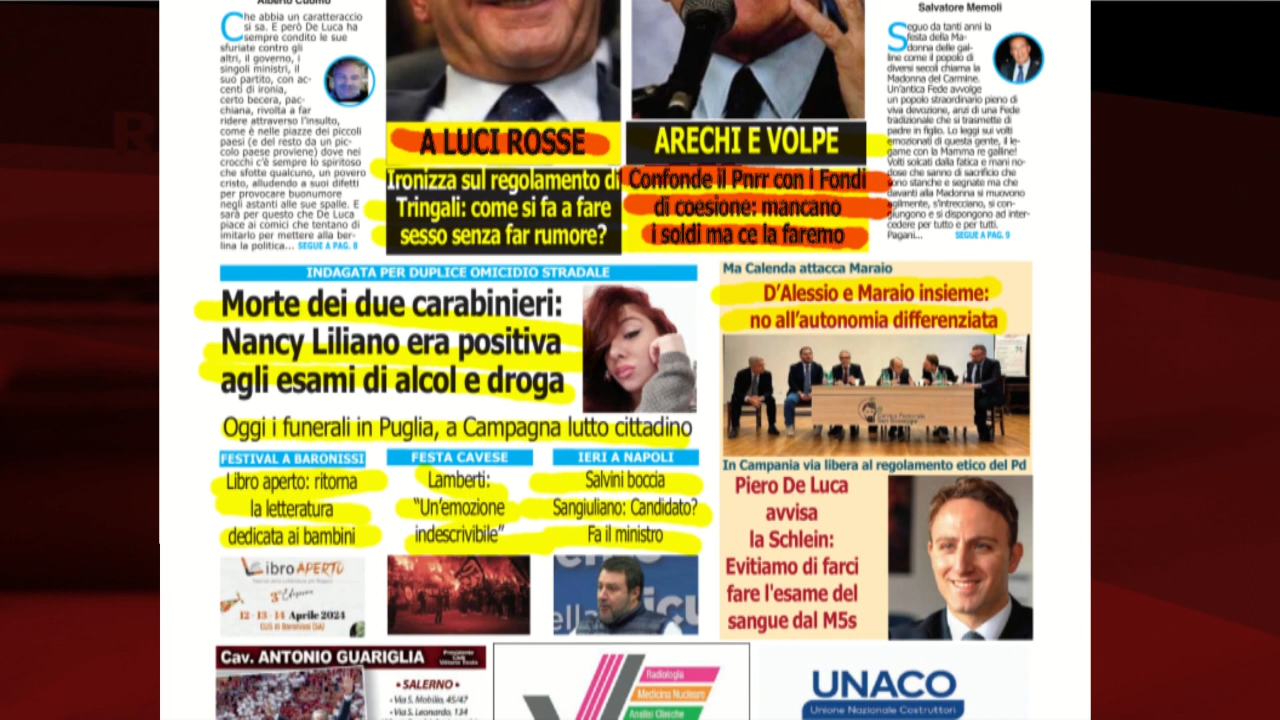 Alberto Cuomo
Che abbia un caratteraccio
si sa. E però De Luca ha
sempre condito le sue
sfuriate contro gli
altri, il governo, i
singoli ministri, il
suo partito, con ac-
centi di ironia,
certo becera, pac-
chiana, rivolta a far
ridere attraverso l'insulto,
come è nelle piazze dei piccoli
paesi (e del resto da un pic-
colo paese proviene) dove nei
crocchi c'è sempre lo spiritoso
che sfotte qualcuno, un povero
cristo, alludendo a suoi difetti
per provocare buonumore
negli astanti alle sue spalle. E
sarà per questo che De Luca
piace ai comici che tentano di
imitarlo per mettere alla ber-
lina la politica... SEGUE A PAG. 8
A LUCI ROSSE
Ironizza sul regolamento di
Tringali: come si fa a fare
sesso senza far rumore?
ARECHI E VOLPE
Confonde il Pnrr con i Fondi
di coesione: mancano
i soldi ma ce la faremo
Salvatore Memoli
Seguo da tanti anni la
festa della Ma-
donna delle gal-
line come il popolo di
diversi secoli chiama la
Madonna del Carmine.
Un'antica Fede avvolge
un popolo straordinario pieno di
viva devozione, anzi di una Fede
tradizionale che si trasmette di
padre in figlio. Lo leggi sui volti
emozionati di questa gente, il le-
game con la Mamma re galline!
Volti solcati dalla fatica e mani no-
dose che sanno di sacrificio che
sono stanche e segnate ma che
davanti alla Madonna si muovono
agilmente, s'intrecciano, si con-
giungono e si dispongono ad inter-
cedere per tutto e per tutti.
Pagani... SEGUE A PAG. 9
INDAGATA PER DUPLICE OMICIDIO STRADALE
Morte dei due carabinieri:
Nancy Liliano era positiva
agli esami di alcol e droga
Oggi i funerali in Puglia, a Campagna lutto cittadino
Ma Calenda attacca Maraio
D'Alessio e Maraio insieme:
no all'autonomia differenziata
FESTIVAL A BARONISSI
Libro aperto: ritorna
la letteratura
dedicata ai bambini
FESTA CAVESE
Lamberti:
"Un'emozione
indescrivibile"
IERI A NAPOLI
Salvini boccia
Sangiuliano: Candidato?
Fa il ministro
In Campania via libera al regolamento etico del Pd
Piero De Luca
avvisa
la Schlein:
Evitiamo di farci
fare l'esame del
sangue dal M5s
Libro APERTO
3ª Edizione
12 - 13 - 14 Aprile 2024
CUS di Baronissi (SA)
Cav. ANTONIO GUARIGLIA
• SALERNO •
• Via S. Mobilio, 45/47
• Via S. Leonardo, 134
Radiologia
Medicina Nucleare
Analisi Cliniche
UNACO
Unione Nazionale Costruttori